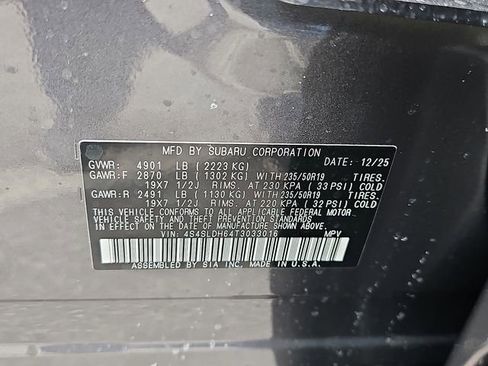 MFD BY SUBARU CORPORATION DATE: 12/25
GVWR: 4901 LB (2223 KG)
GAWR:F 2870 LB (1302 KG) WITH 235/50R19 TIRES.
19X7 1/2J RIMS. AT 230 KPA (33 PSI) COLD
GAWR:R 2491 LB (1130 KG) WITH 235/50R19 TIRES.
19X7 1/2J RIMS. AT 220 KPA (32 PSI) COLD
THIS VEHICLE CONFORMS TO ALL APPLICABLE FEDERAL MOTOR
VEHICLE SAFETY, BUMPER, AND THEFT PREVENTION STANDARDS IN
EFFECT ON THE DATE OF MANUFACTURE SHOWN ABOVE.
VIN: 4S4SLDH64T3033016 MPV
ASSEMBLED BY SIA INC. MADE IN U.S.A.